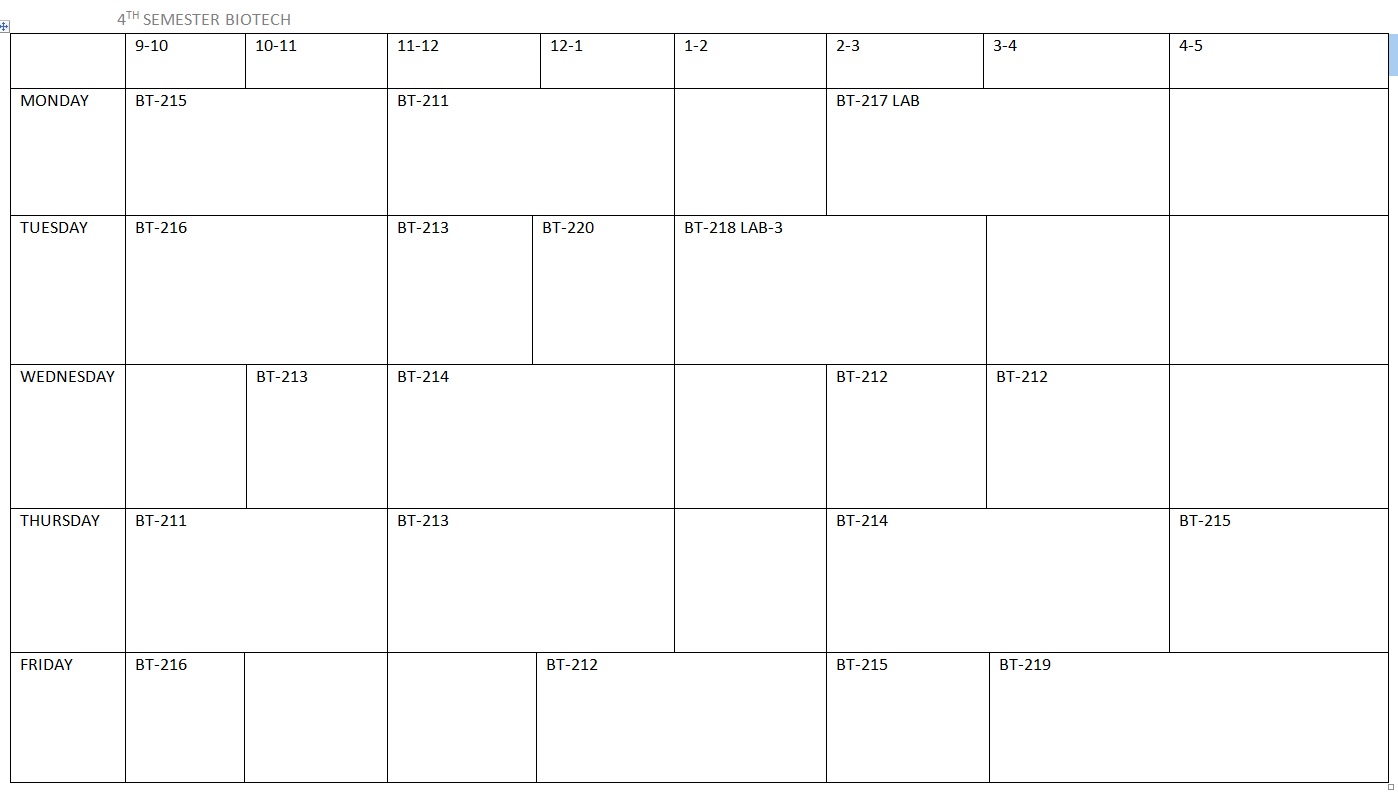 4TH SEMESTER BIOTECH
9-10 10-11 11-12 12-1 1-2 2-3 3-4 4-5
MONDAY BT-215 BT-211 BT-217 LAB
TUESDAY BT-216 BT-213 BT-220 BT-218 LAB-3
WEDNESDAY BT-213 BT-214 BT-212 BT-212
THURSDAY BT-211 BT-213 BT-214 BT-215
FRIDAY BT-216 BT-212 BT-215 BT-219